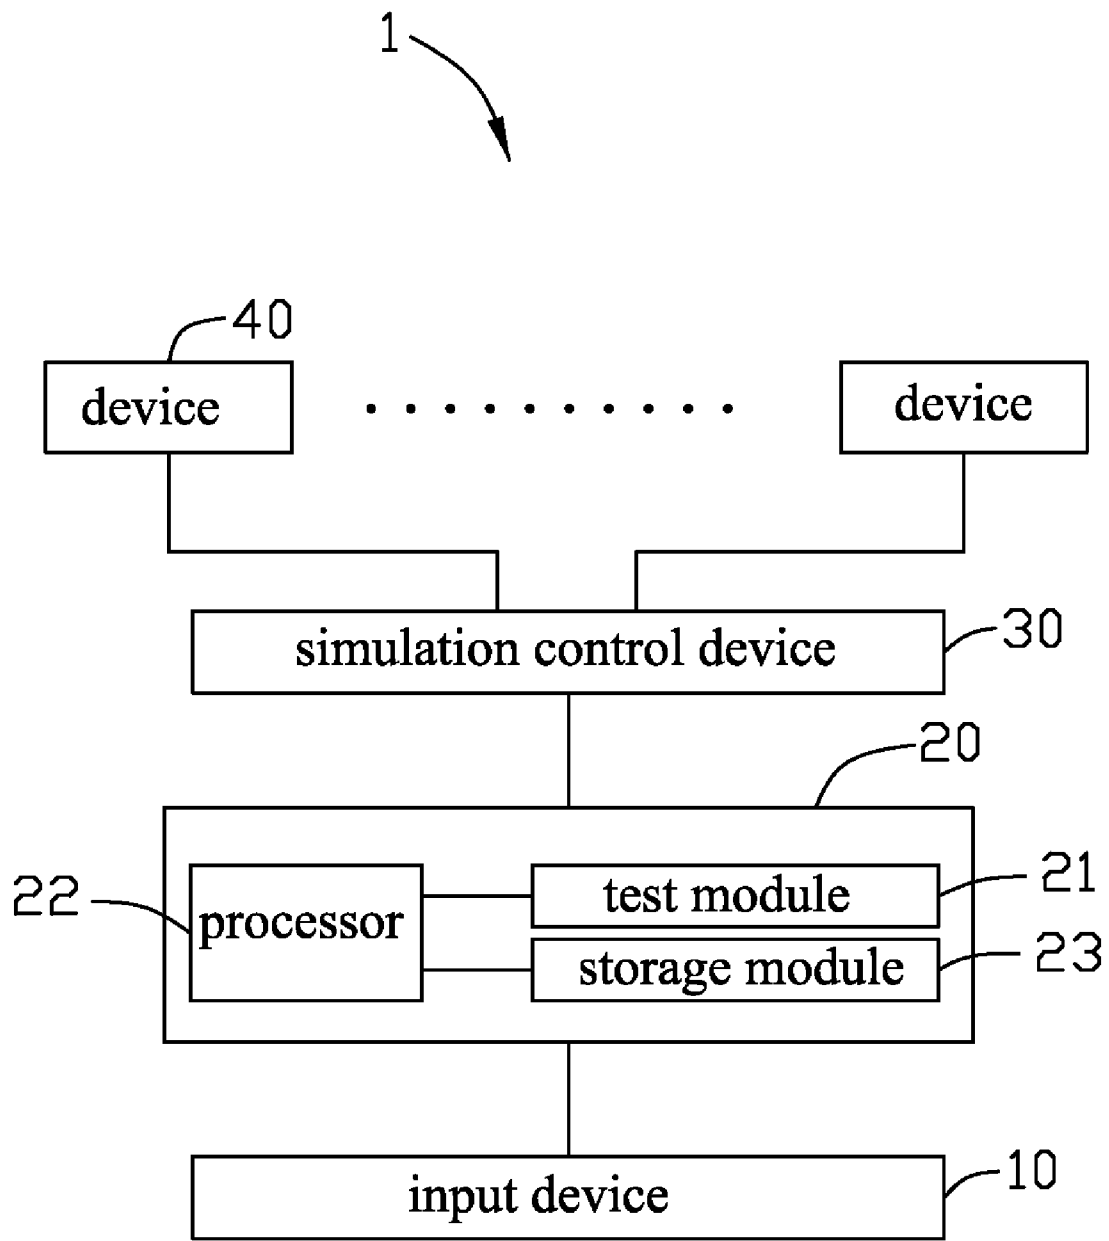 1
40
device
device
simulation control device
30
20
22
processor
test module
21
storage module
23
input device
10